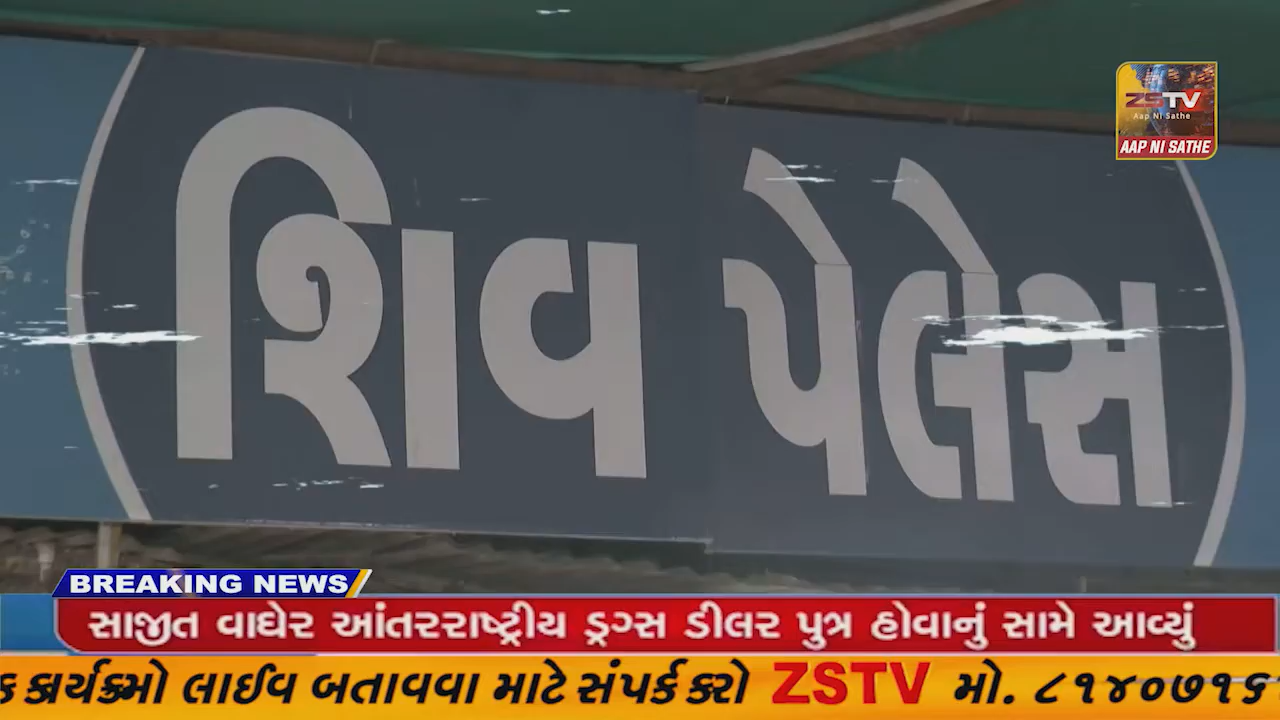 ZSTV
Aap Ni Sathe
AAP NI SATHE
શિવ પેલેસ
BREAKING NEWS
સાજીત વાઘેર આંતરરાષ્ટ્રીય ડ્રગ્સ ડીલર પુત્ર હોવાનું સામે આવ્યું
કાર્યક્રમો લાઈવ બતાવવા માટે સંપર્ક કરો ZSTV મો. ૮૧૪૦૭૧૬